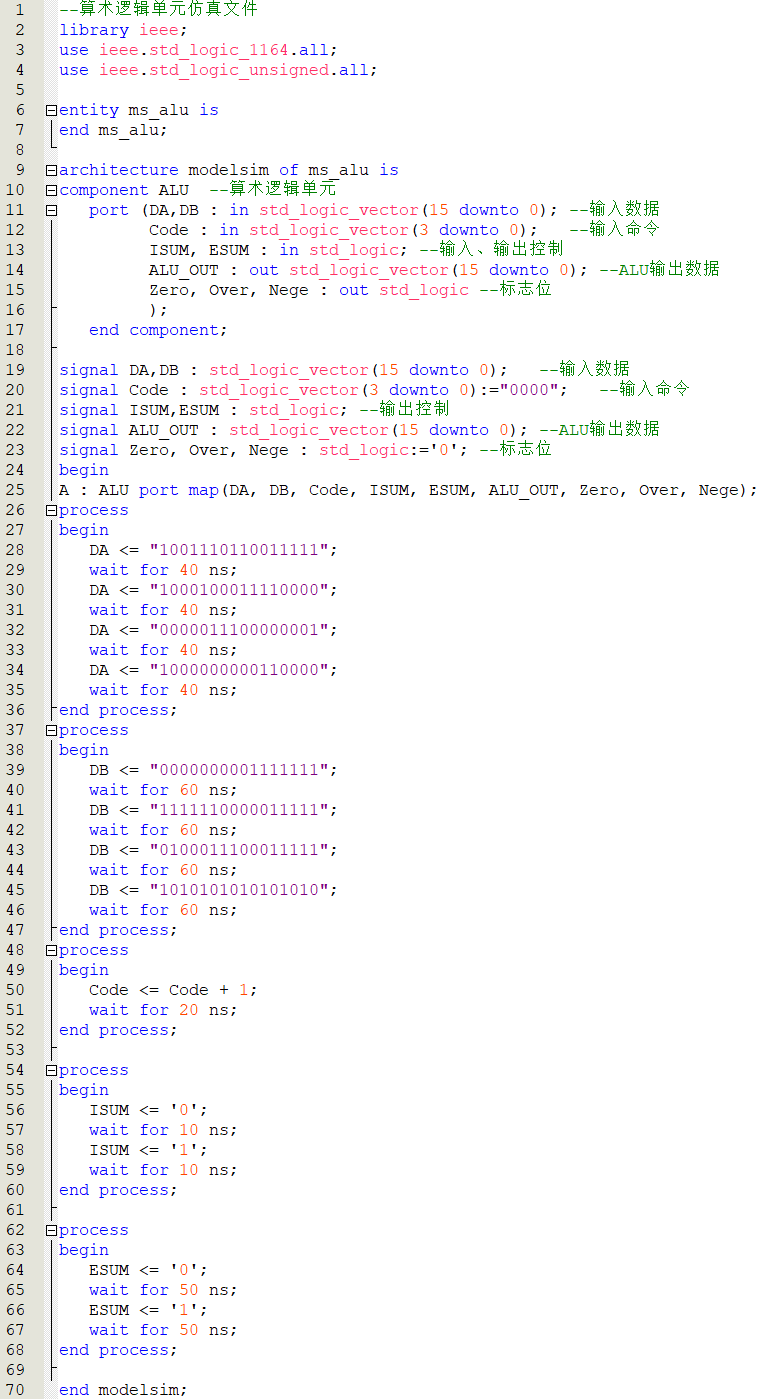 1 --算术逻辑单元仿真文件
2 library ieee;
3 use ieee.std_logic_1164.all;
4 use ieee.std_logic_unsigned.all;
5
6 entity ms_alu is
7 end ms_alu;
8
9 architecture modelsim of ms_alu is
10 component ALU  --算术逻辑单元
11    port (DA,DB : in std_logic_vector(15 downto 0); --输入数据
12          Code : in std_logic_vector(3 downto 0);   --输入命令
13          ISUM, ESUM : in std_logic; --输入、输出控制
14          ALU_OUT : out std_logic_vector(15 downto 0); --ALU输出数据
15          Zero, Over, Nege : out std_logic --标志位
16          );
17    end component;
18
19 signal DA,DB : std_logic_vector(15 downto 0);   --输入数据
20 signal Code : std_logic_vector(3 downto 0):="0000";   --输入命令
21 signal ISUM,ESUM : std_logic; --输出控制
22 signal ALU_OUT : std_logic_vector(15 downto 0); --ALU输出数据
23 signal Zero, Over, Nege : std_logic:='0'; --标志位
24 begin
25 A : ALU port map(DA, DB, Code, ISUM, ESUM, ALU_OUT, Zero, Over, Nege);
26 process
27 begin
28    DA <= "1001110110011111";
29    wait for 40 ns;
30    DA <= "1000100011110000";
31    wait for 40 ns;
32    DA <= "0000011100000001";
33    wait for 40 ns;
34    DA <= "1000000000110000";
35    wait for 40 ns;
36 end process;
37 process
38 begin
39    DB <= "0000000001111111";
40    wait for 60 ns;
41    DB <= "1111110000011111";
42    wait for 60 ns;
43    DB <= "0100011100011111";
44    wait for 60 ns;
45    DB <= "1010101010101010";
46    wait for 60 ns;
47 end process;
48 process
49 begin
50    Code <= Code + 1;
51    wait for 20 ns;
52 end process;
53
54 process
55 begin
56    ISUM <= '0';
57    wait for 10 ns;
58    ISUM <= '1';
59    wait for 10 ns;
60 end process;
61
62 process
63 begin
64    ESUM <= '0';
65    wait for 50 ns;
66    ESUM <= '1';
67    wait for 50 ns;
68 end process;
69
70 end modelsim;